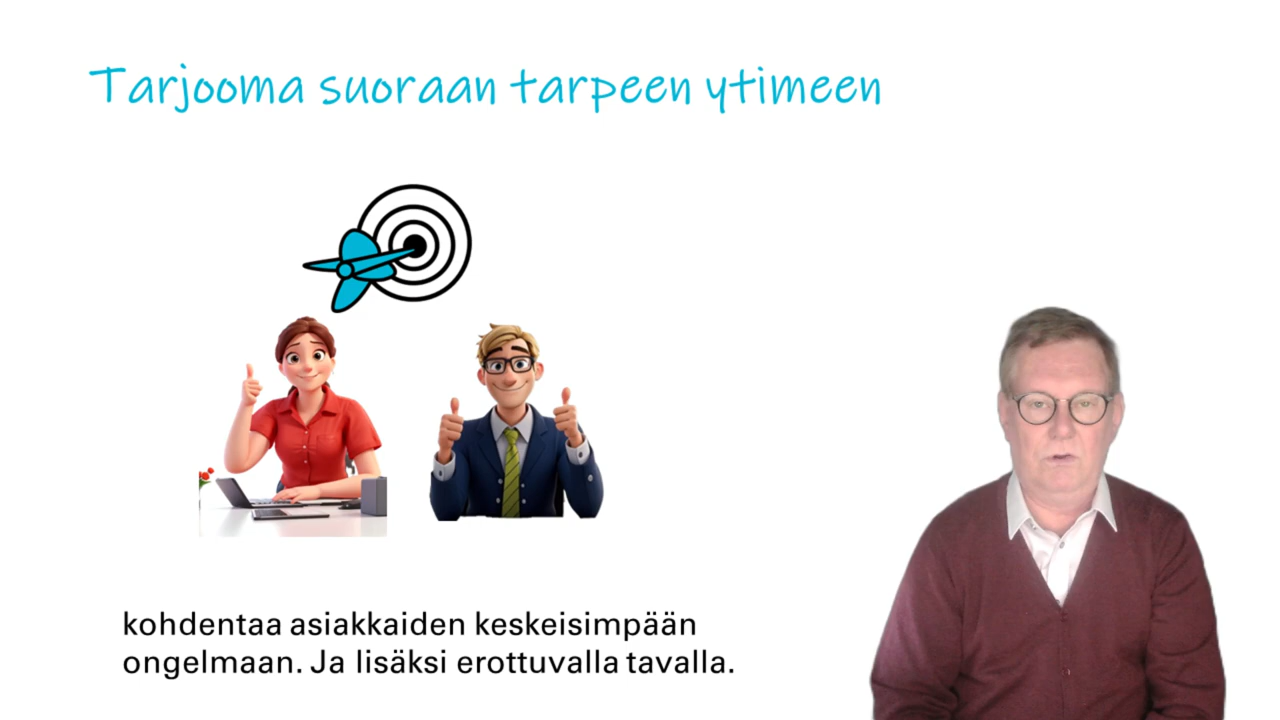 Tarjooma suoraan tarpeen ytimeen
kohdentaa asiakkaiden keskeisimpään
ongelmaan. Ja lisäksi erottuvalla tavalla.